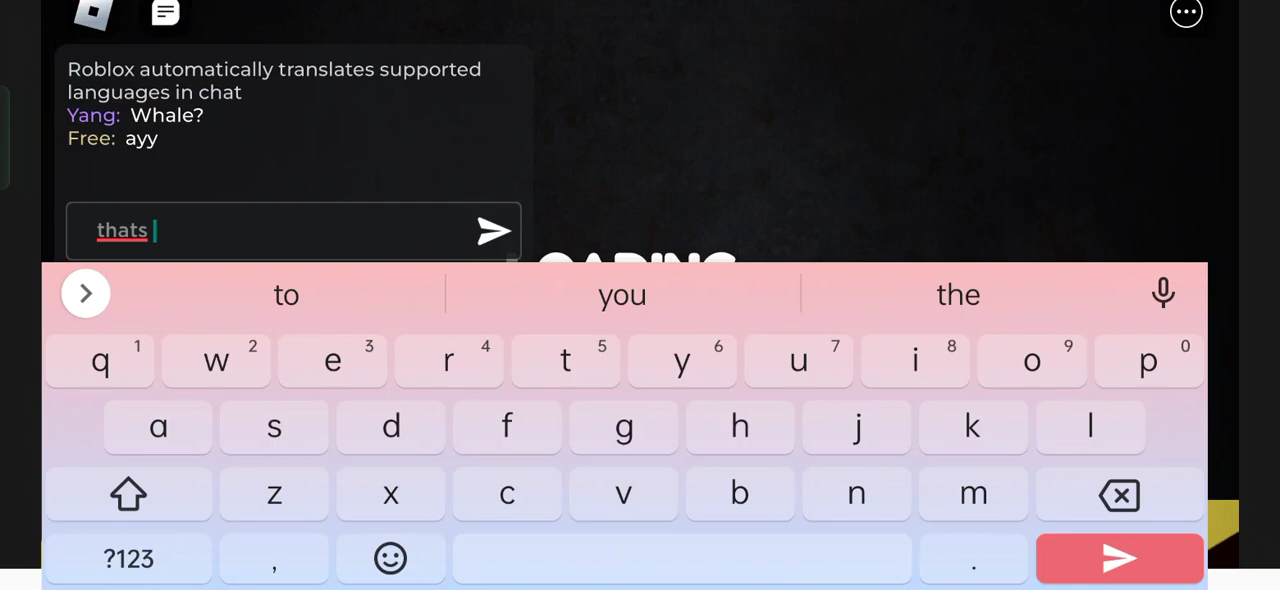 Roblox automatically translates supported
languages in chat
Yang: Whale?
Free: ayy
thats
to you the
q 1 w 2 e 3 r 4 t 5 y 6 u 7 i 8 o 9 p 0
a s d f g h j k l
z x c v b n m
?123 , .